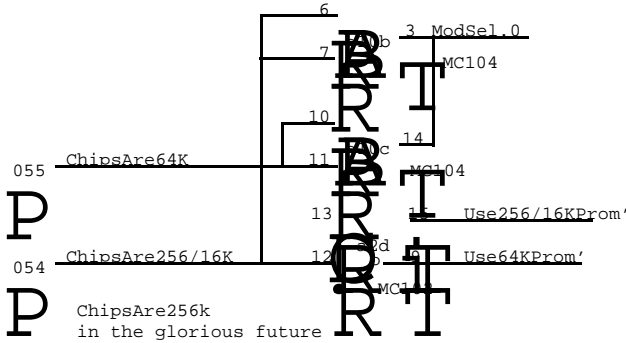 6
3 ModSel.0
7
MC104
10
14
055 ChipsAre64K 11
MC104
13 Use256/16KProm’
054 ChipsAre256/16K 12 Use64KProm’
ChipsAre256k
in the glorious future
P
P
R
R
R
R
T
T
T
T